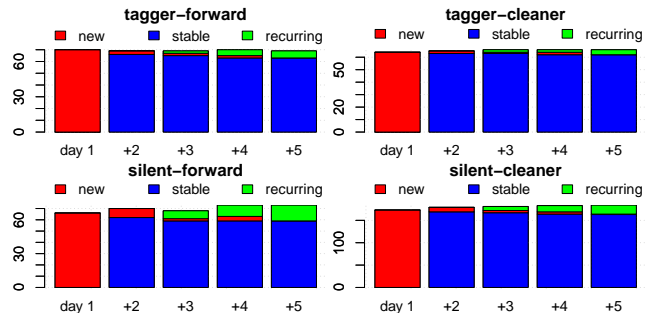 tagger−forward
new stable recurring
0 30 60
day 1 +2 +3 +4 +5
tagger−cleaner
new stable recurring
0 20 50
day 1 +2 +3 +4 +5
silent−forward
new stable recurring
0 30 60
day 1 +2 +3 +4 +5
silent−cleaner
new stable recurring
0 100
day 1 +2 +3 +4 +5